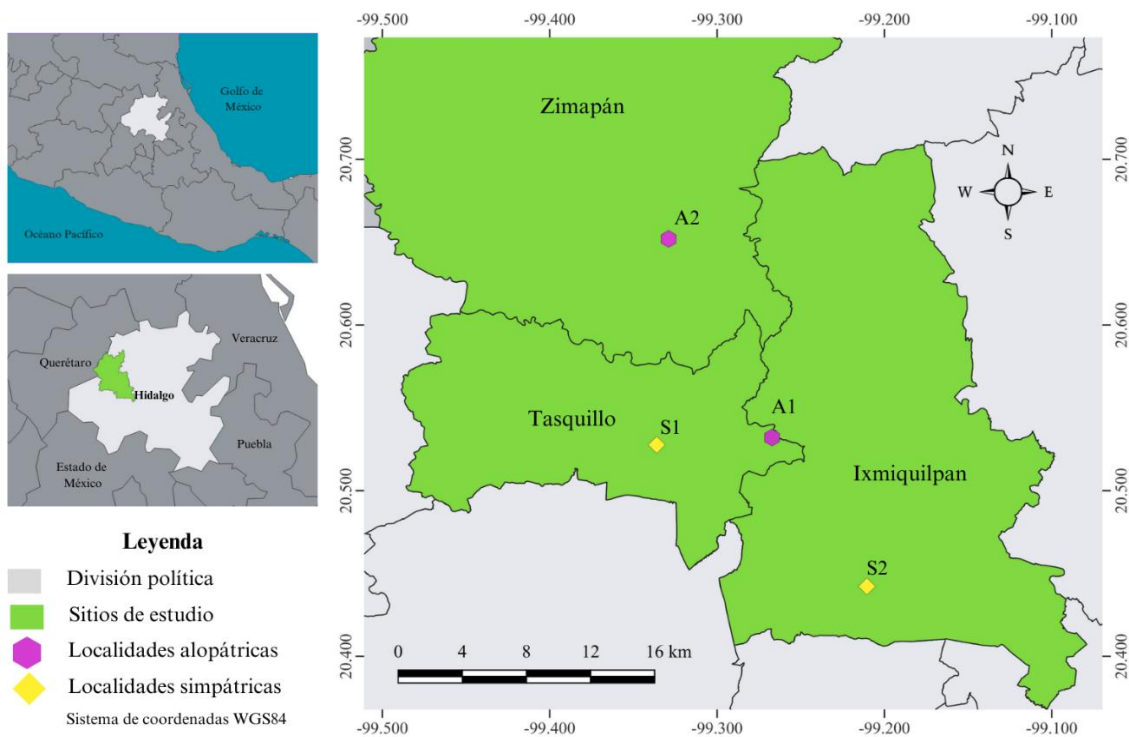 Golfo de
México
Océano Pacífico
Veracruz
Querétaro
Hidalgo
Puebla
Estado de
México
Leyenda
División política
Sitios de estudio
Localidades alopátricas
Localidades simpátricas
Sistema de coordenadas WGS84
-99.500 -99.400 -99.300 -99.200 -99.100
20.700 20.700
20.600 20.600
20.500 20.500
20.400 20.400
Zimapán
N
W E
S
A2
Tasquillo
S1
A1
Ixmiquilpan
S2
0 4 8 12 16 km
-99.500 -99.400 -99.300 -99.200 -99.100